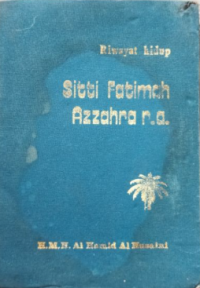 Riwayat hidup
Sitti Fatimah
Azzahra r.a.
H.M.H. Al Hamid Al Husaini